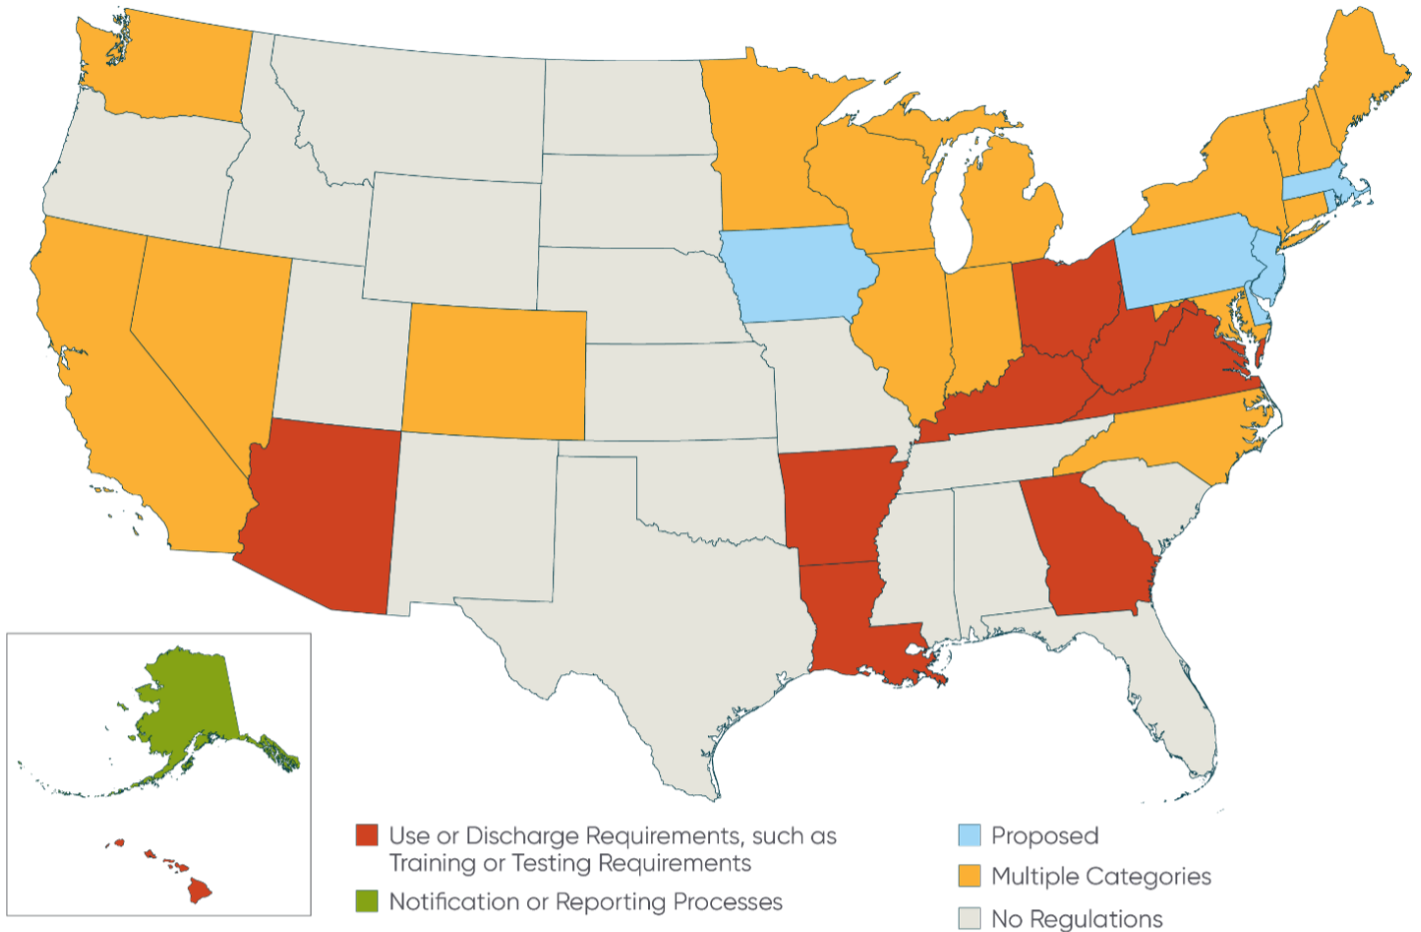 Use or Discharge Requirements, such as
Training or Testing Requirements
Notification or Reporting Processes
Proposed
Multiple Categories
No Regulations